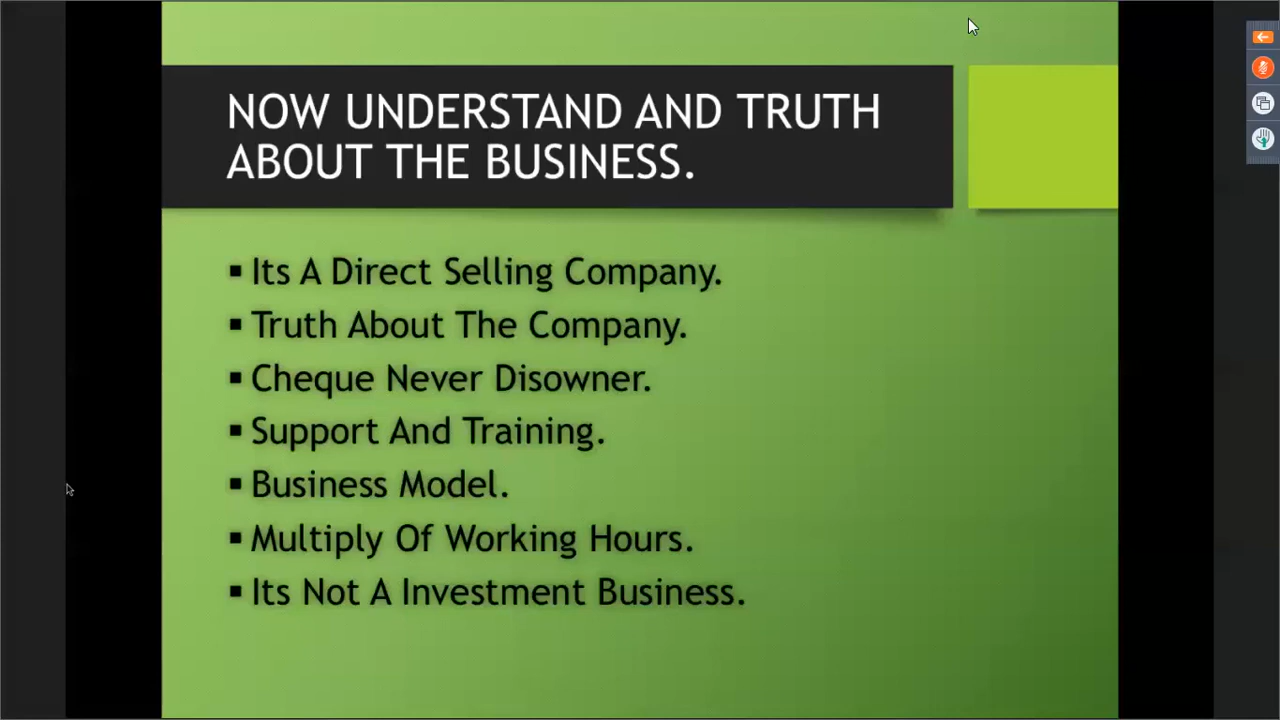 NOW UNDERSTAND AND TRUTH
ABOUT THE BUSINESS.
▪ Its A Direct Selling Company.
▪ Truth About The Company.
▪ Cheque Never Disowner.
▪ Support And Training.
▪ Business Model.
▪ Multiply Of Working Hours.
▪ Its Not A Investment Business.